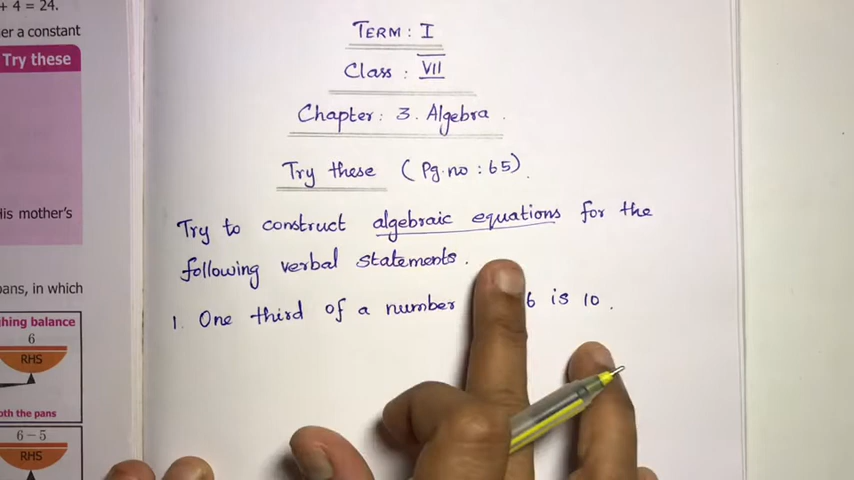 + 4 = 24.
er a constant
Try these
His mother's
pans, in which
ghing balance
6
RHS
oth the pans
6 - 5
RHS
TERM : I
Class : VII
Chapter: 3. Algebra.
Try these (Pg.no : 65).
Try to construct algebraic equations for the
following verbal statements.
1. One third of a number 6 is 10.